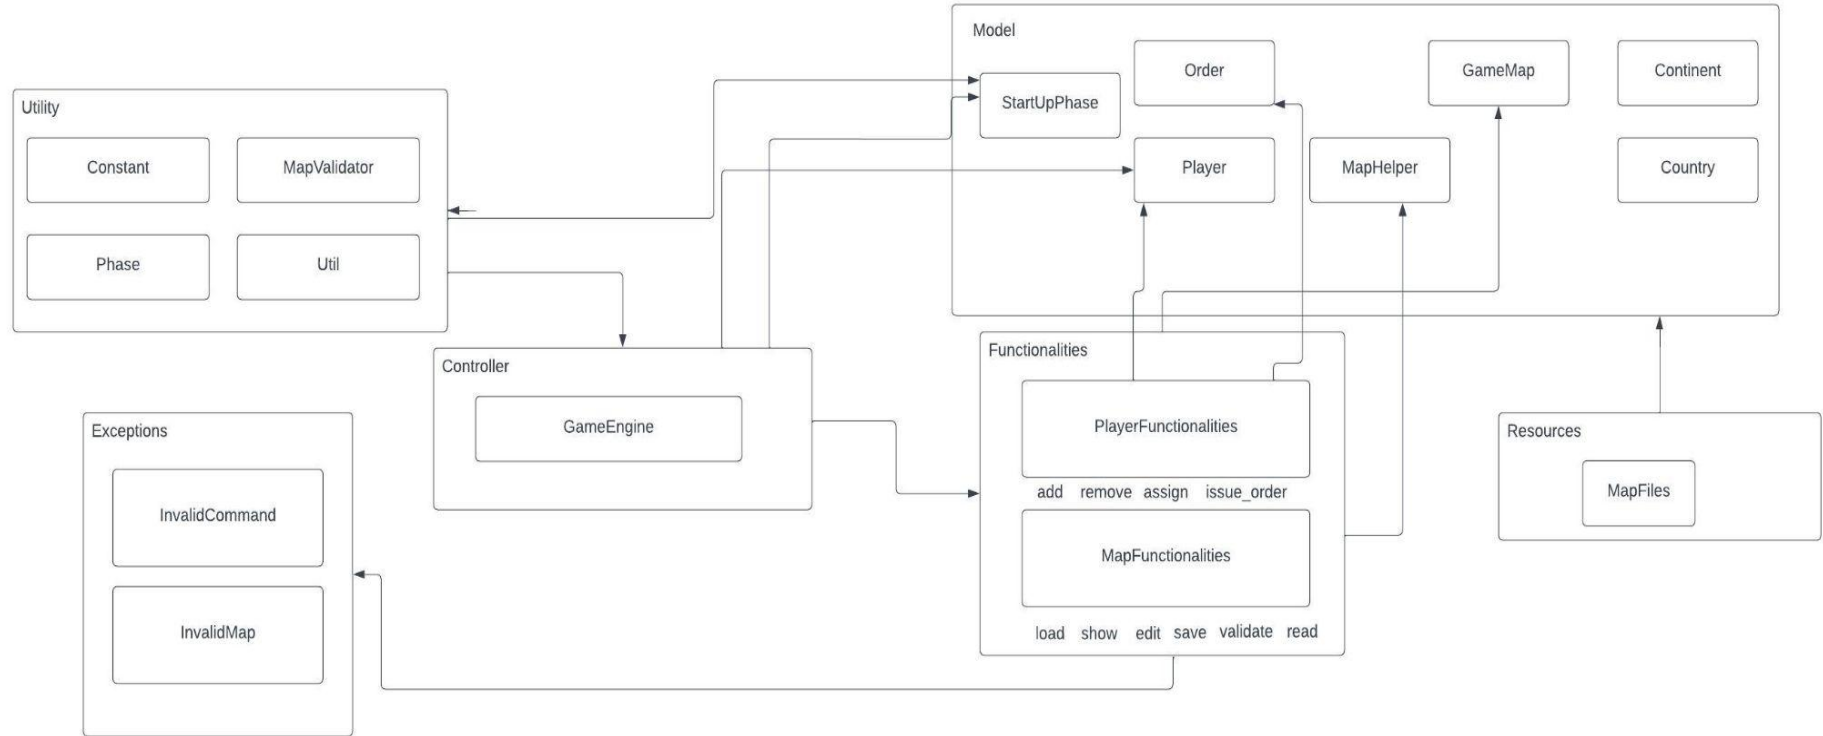 Model
Order
GameMap
Continent
StartUpPhase
Utility
Constant
MapValidator
Player
MapHelper
Country
Phase
Util
Controller
Functionalities
GameEngine
PlayerFunctionalities
Exceptions
Resources
InvalidCommand
add remove assign issue_order
MapFiles
MapFunctionalities
InvalidMap
load show edit save validate read